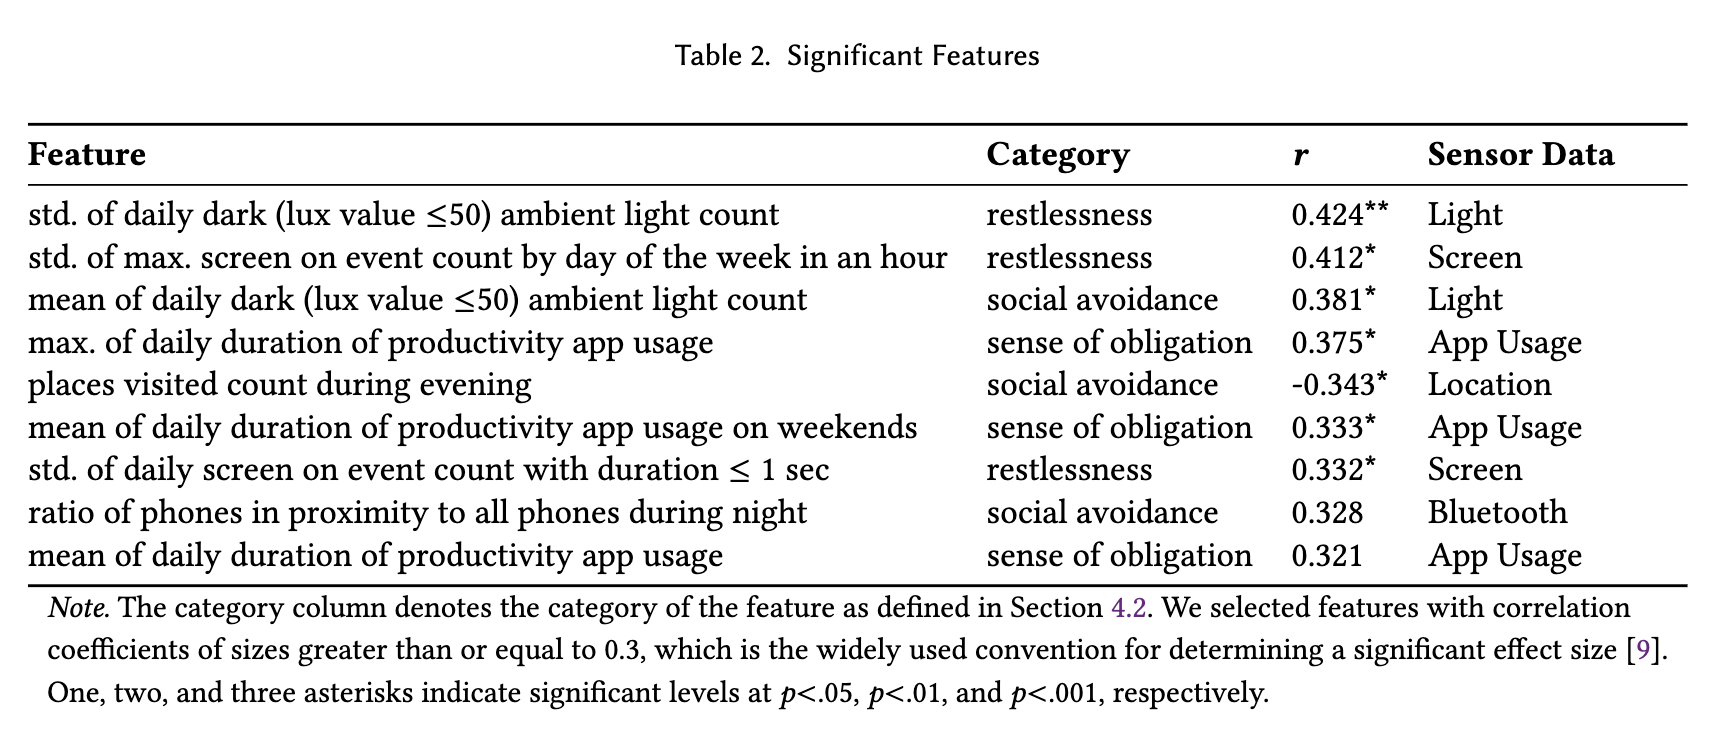 Table 2. Significant Features
Feature Category r Sensor Data
std. of daily dark (lux value ≤50) ambient light count restlessness 0.424** Light
std. of max. screen on event count by day of the week in an hour restlessness 0.412* Screen
mean of daily dark (lux value ≤50) ambient light count social avoidance 0.381* Light
max. of daily duration of productivity app usage sense of obligation 0.375* App Usage
places visited count during evening social avoidance -0.343* Location
mean of daily duration of productivity app usage on weekends sense of obligation 0.333* App Usage
std. of daily screen on event count with duration ≤ 1 sec restlessness 0.332* Screen
ratio of phones in proximity to all phones during night social avoidance 0.328 Bluetooth
mean of daily duration of productivity app usage sense of obligation 0.321 App Usage
Note. The category column denotes the category of the feature as defined in Section 4.2. We selected features with correlation
coefficients of sizes greater than or equal to 0.3, which is the widely used convention for determining a significant effect size [9].
One, two, and three asterisks indicate significant levels at p<.05, p<.01, and p<.001, respectively.